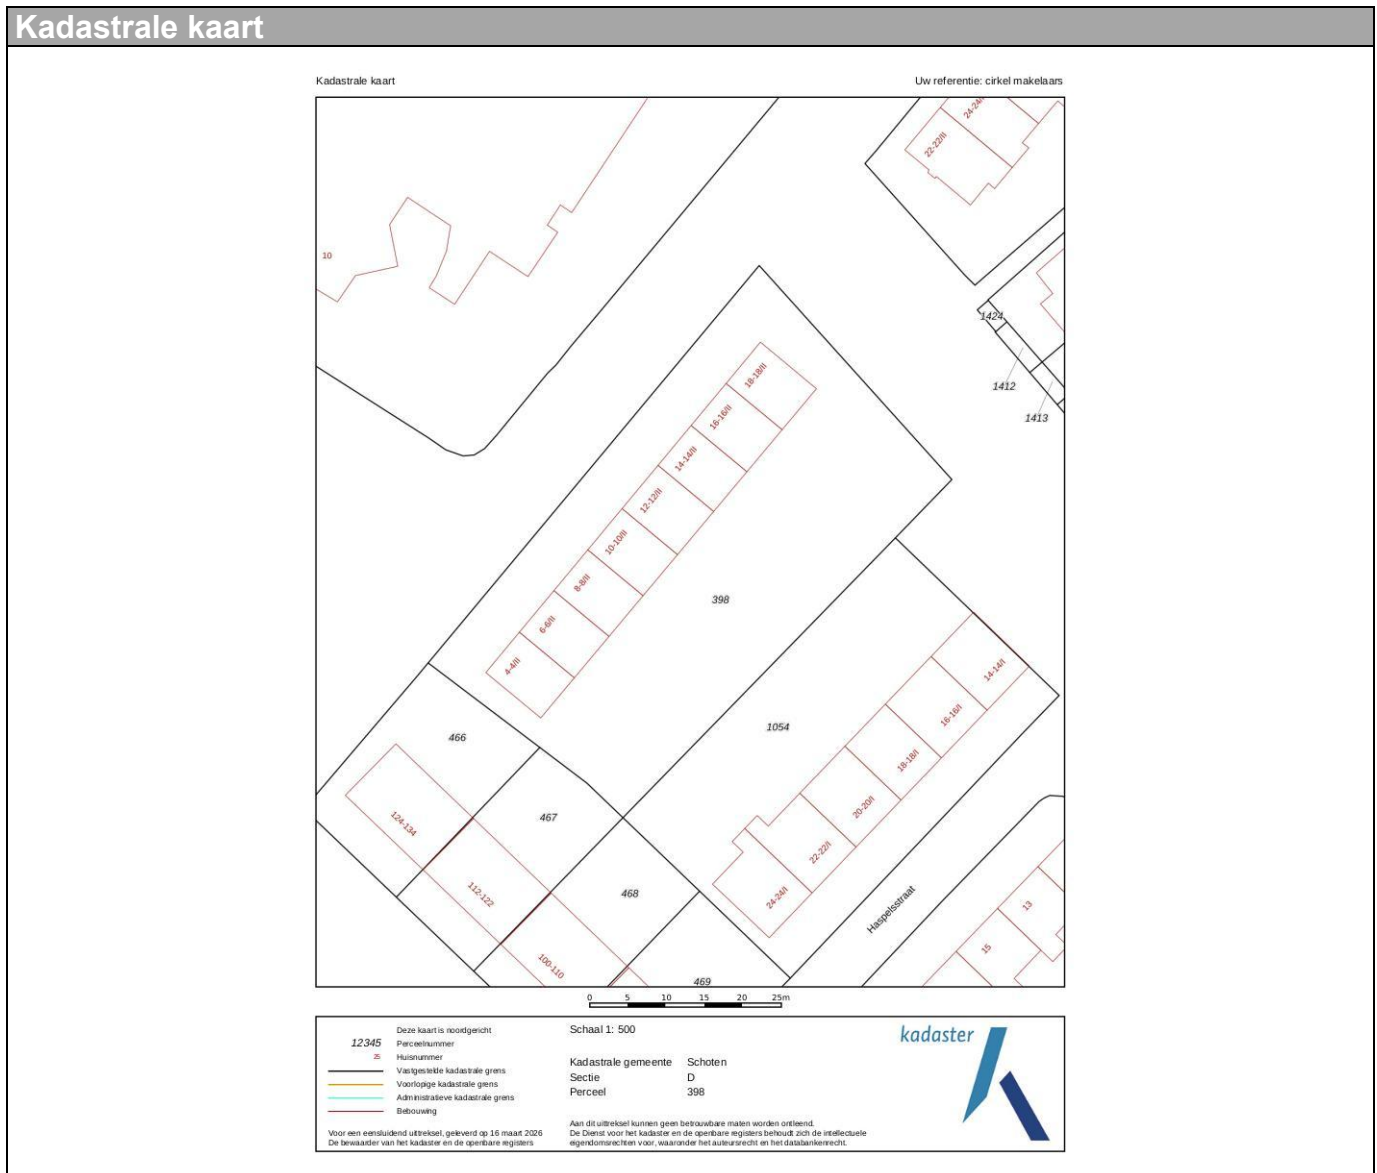 Kadastrale kaart
Kadastrale kaart
Uw referentie: cirkel makelaars
24-24/I
22-22/II
10
1424
1412
1413
18-18/II
16-16/II
14-14/II
12-12/II
10-10/II
8-8/II
6-6/II
4-4/II
398
1054
466
467
468
469
124-134
112-122
100-110
14-14/I
16-16/I
18-18/I
20-20/I
22-22/I
24-24/I
Haspelsstraat
13
15
0 5 10 15 20 25m
Deze kaart is noordgericht
12345 Perceelnummer
25 Huisnummer
Vastgestelde kadastrale grens
Voorlopige kadastrale grens
Administratieve kadastrale grens
Bebouwing
Voor een eensluidend uittreksel, geleverd op 16 maart 2026
De bewaarder van het kadaster en de openbare registers
Schaal 1: 500
Kadastrale gemeente Schoten
Sectie D
Perceel 398
Aan dit uittreksel kunnen geen betrouwbare maten worden ontleend.
De Dienst voor het kadaster en de openbare registers behoudt zich de intellectuele
eigendomsrechten voor, waaronder het auteursrecht en het databankenrecht.
kadaster